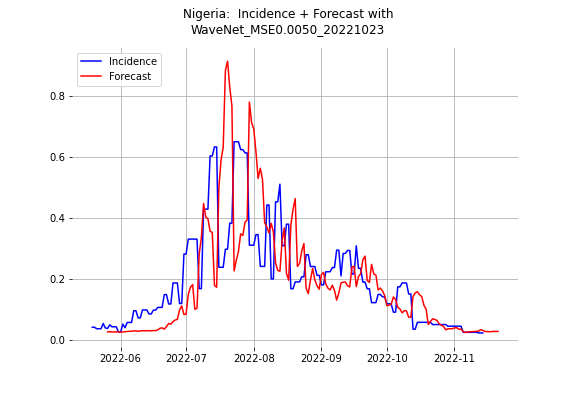 Nigeria:  Incidence + Forecast with
WaveNet_MSE0.0050_20221023
Incidence
Forecast
0.8
0.6
0.4
0.2
0.0
2022-06 2022-07 2022-08 2022-09 2022-10 2022-11